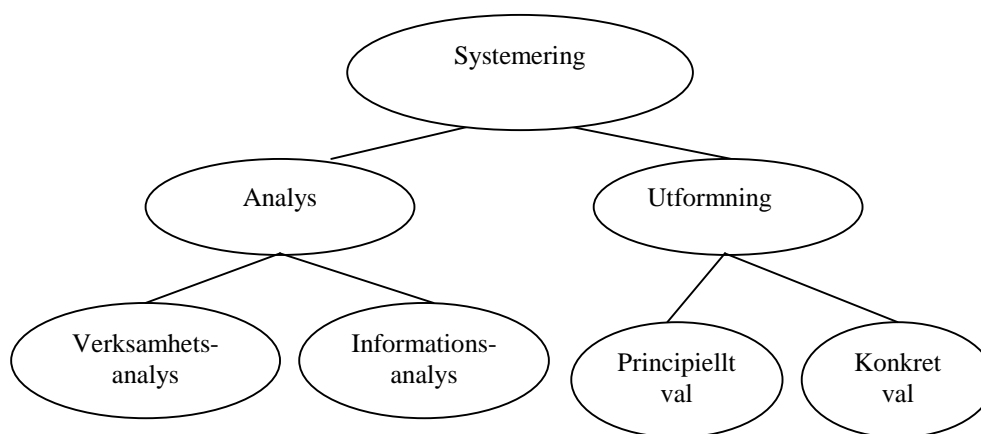 Systemering
Analys
Utformning
Verksamhets-
analys
Informations-
analys
Principiellt
val
Konkret
val